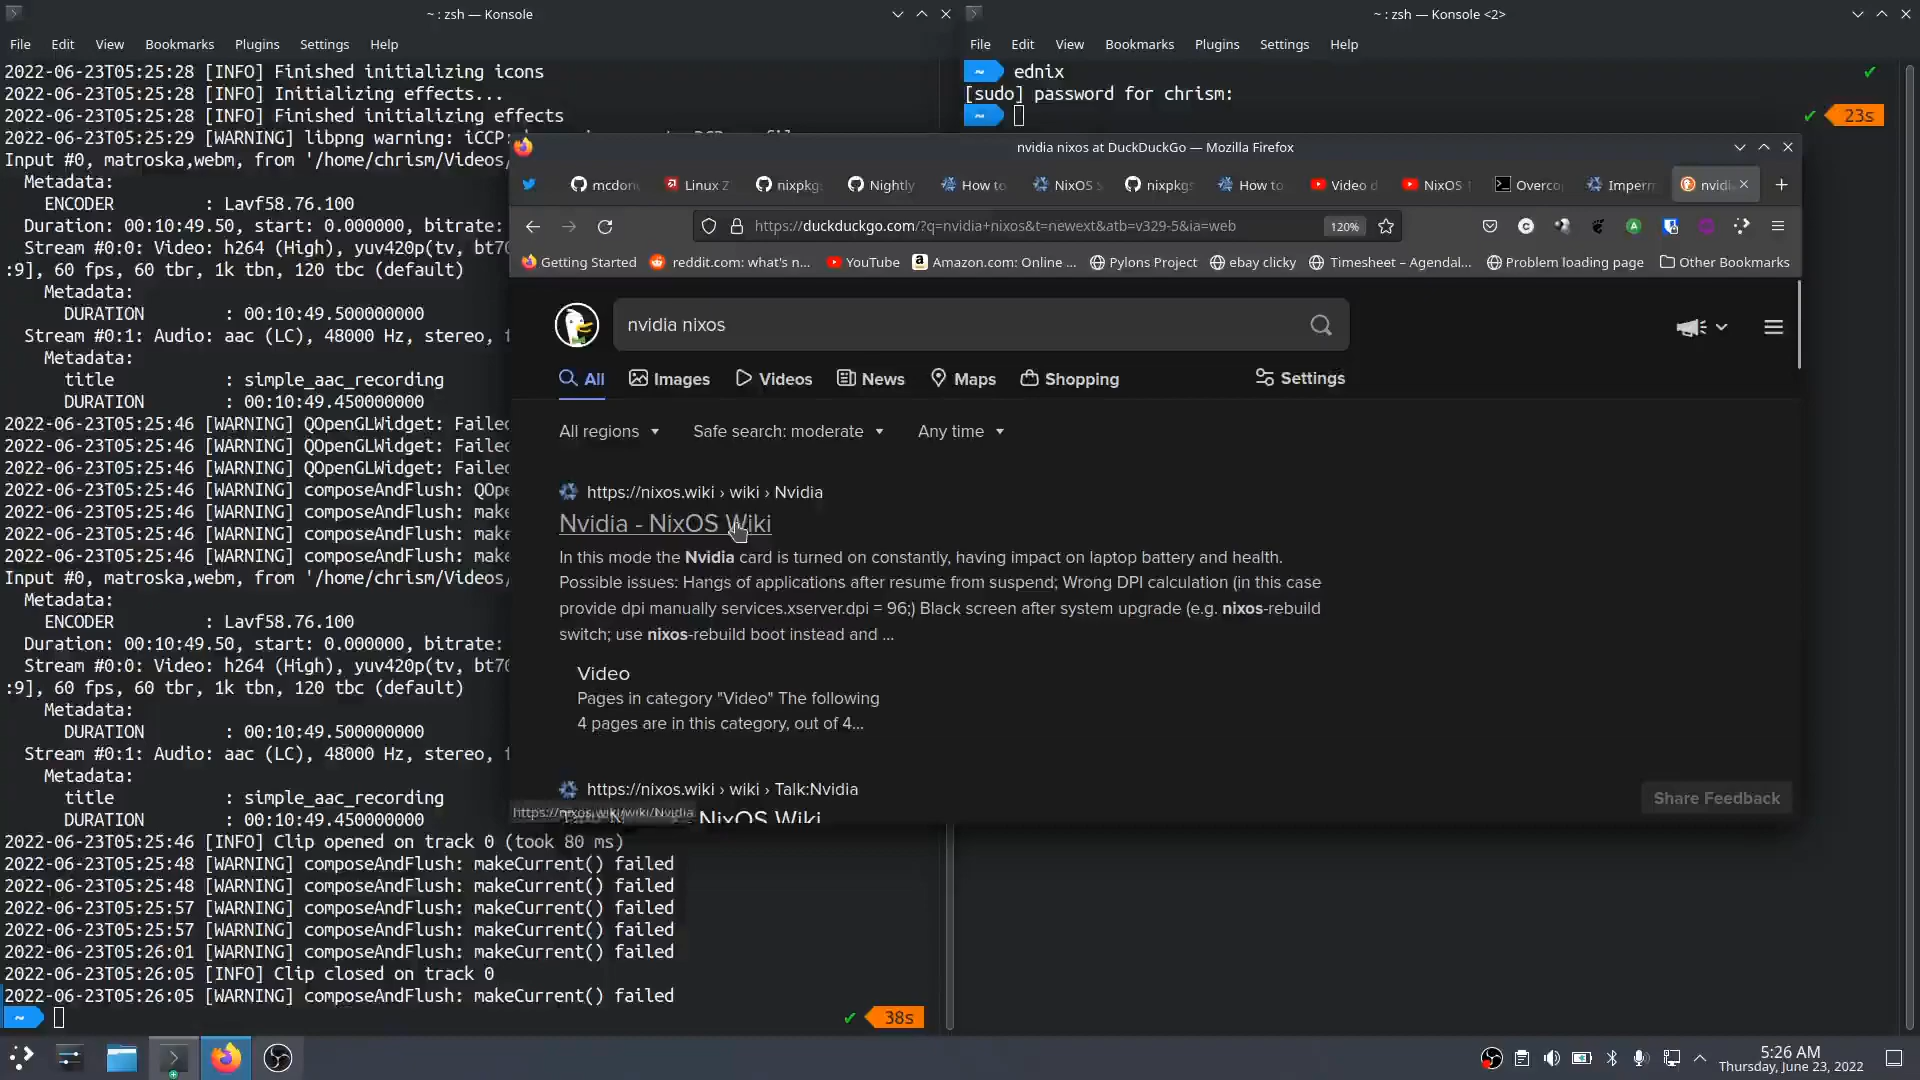 ~ : zsh — Konsole
File Edit View Bookmarks Plugins Settings Help
2022-06-23T05:25:28 [INFO] Finished initializing icons
2022-06-23T05:25:28 [INFO] Initializing effects...
2022-06-23T05:25:28 [INFO] Finished initializing effects
2022-06-23T05:25:29 [WARNING] libpng warning: iCCP:
Input #0, matroska,webm, from '/home/chrism/Videos/
Metadata:
ENCODER : Lavf58.76.100
Duration: 00:10:49.50, start: 0.000000, bitrate:
Stream #0:0: Video: h264 (High), yuv420p(tv, bt70
:9], 60 fps, 60 tbr, 1k tbn, 120 tbc (default)
Metadata:
DURATION : 00:10:49.500000000
Stream #0:1: Audio: aac (LC), 48000 Hz, stereo, f
Metadata:
title : simple_aac_recording
DURATION : 00:10:49.450000000
2022-06-23T05:25:46 [WARNING] QOpenGLWidget: Failed
2022-06-23T05:25:46 [WARNING] QOpenGLWidget: Failed
2022-06-23T05:25:46 [WARNING] QOpenGLWidget: Failed
2022-06-23T05:25:46 [WARNING] composeAndFlush: QOpe
2022-06-23T05:25:46 [WARNING] composeAndFlush: make
2022-06-23T05:25:46 [WARNING] composeAndFlush: make
2022-06-23T05:25:46 [WARNING] composeAndFlush: make
Input #0, matroska,webm, from '/home/chrism/Videos/
Metadata:
ENCODER : Lavf58.76.100
Duration: 00:10:49.50, start: 0.000000, bitrate:
Stream #0:0: Video: h264 (High), yuv420p(tv, bt70
:9], 60 fps, 60 tbr, 1k tbn, 120 tbc (default)
Metadata:
DURATION : 00:10:49.500000000
Stream #0:1: Audio: aac (LC), 48000 Hz, stereo, f
Metadata:
title : simple_aac_recording
DURATION : 00:10:49.450000000
2022-06-23T05:25:46 [INFO] Clip opened on track 0 (took 80 ms)
2022-06-23T05:25:48 [WARNING] composeAndFlush: makeCurrent() failed
2022-06-23T05:25:48 [WARNING] composeAndFlush: makeCurrent() failed
2022-06-23T05:25:57 [WARNING] composeAndFlush: makeCurrent() failed
2022-06-23T05:25:57 [WARNING] composeAndFlush: makeCurrent() failed
2022-06-23T05:26:01 [WARNING] composeAndFlush: makeCurrent() failed
2022-06-23T05:26:05 [INFO] Clip closed on track 0
2022-06-23T05:26:05 [WARNING] composeAndFlush: makeCurrent() failed
~ ✔ 38s
~ : zsh — Konsole <2>
File Edit View Bookmarks Plugins Settings Help
~ ednix ✔
[sudo] password for chrism:
~ ✔ 23s
nvidia nixos at DuckDuckGo — Mozilla Firefox
mcdon Linux Z nixpkg Nightly How to NixOS S nixpkgs How to Video d NixOS Overco Imperm nvidi
https://duckduckgo.com/?q=nvidia+nixos&t=newext&atb=v329-5&ia=web 120%
Getting Started reddit.com: what's n... YouTube Amazon.com: Online ... Pylons Project ebay clicky Timesheet – Agendal... Problem loading page Other Bookmarks
nvidia nixos
All Images Videos News Maps Shopping Settings
All regions Safe search: moderate Any time
https://nixos.wiki › wiki › Nvidia
Nvidia - NixOS Wiki
In this mode the Nvidia card is turned on constantly, having impact on laptop battery and health.
Possible issues: Hangs of applications after resume from suspend; Wrong DPI calculation (in this case
provide dpi manually services.xserver.dpi = 96;) Black screen after system upgrade (e.g. nixos-rebuild
switch; use nixos-rebuild boot instead and ...
Video
Pages in category "Video" The following
4 pages are in this category, out of 4...
https://nixos.wiki › wiki › Talk:Nvidia
NixOS Wiki
https://nixos.wiki/wiki/Nvidia
Share Feedback
5:26 AM
Thursday, June 23, 2022